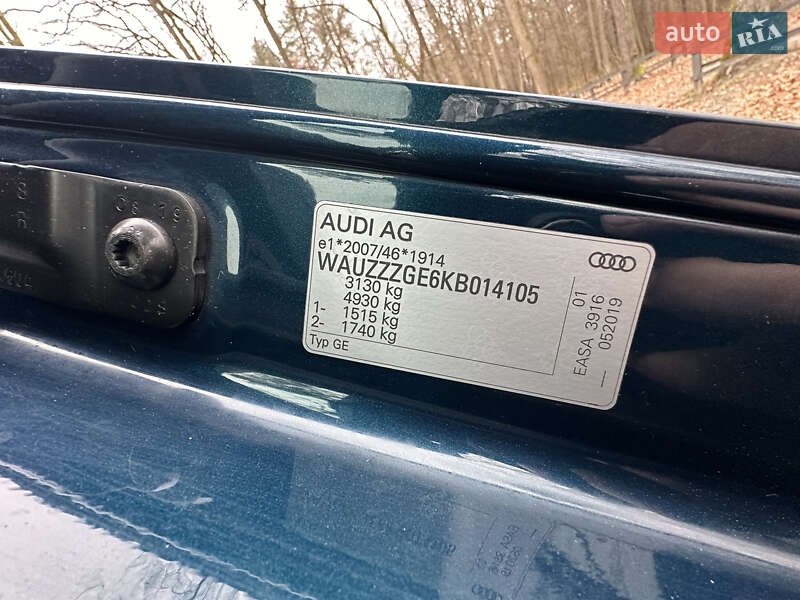 auto RIA
.com
AUDI AG
e1*2007/46*1914
WAUZZZGE6KB014105
3130 kg
4930 kg
1- 1515 kg
2- 1740 kg
Typ GE
01
EASA 3916
052019